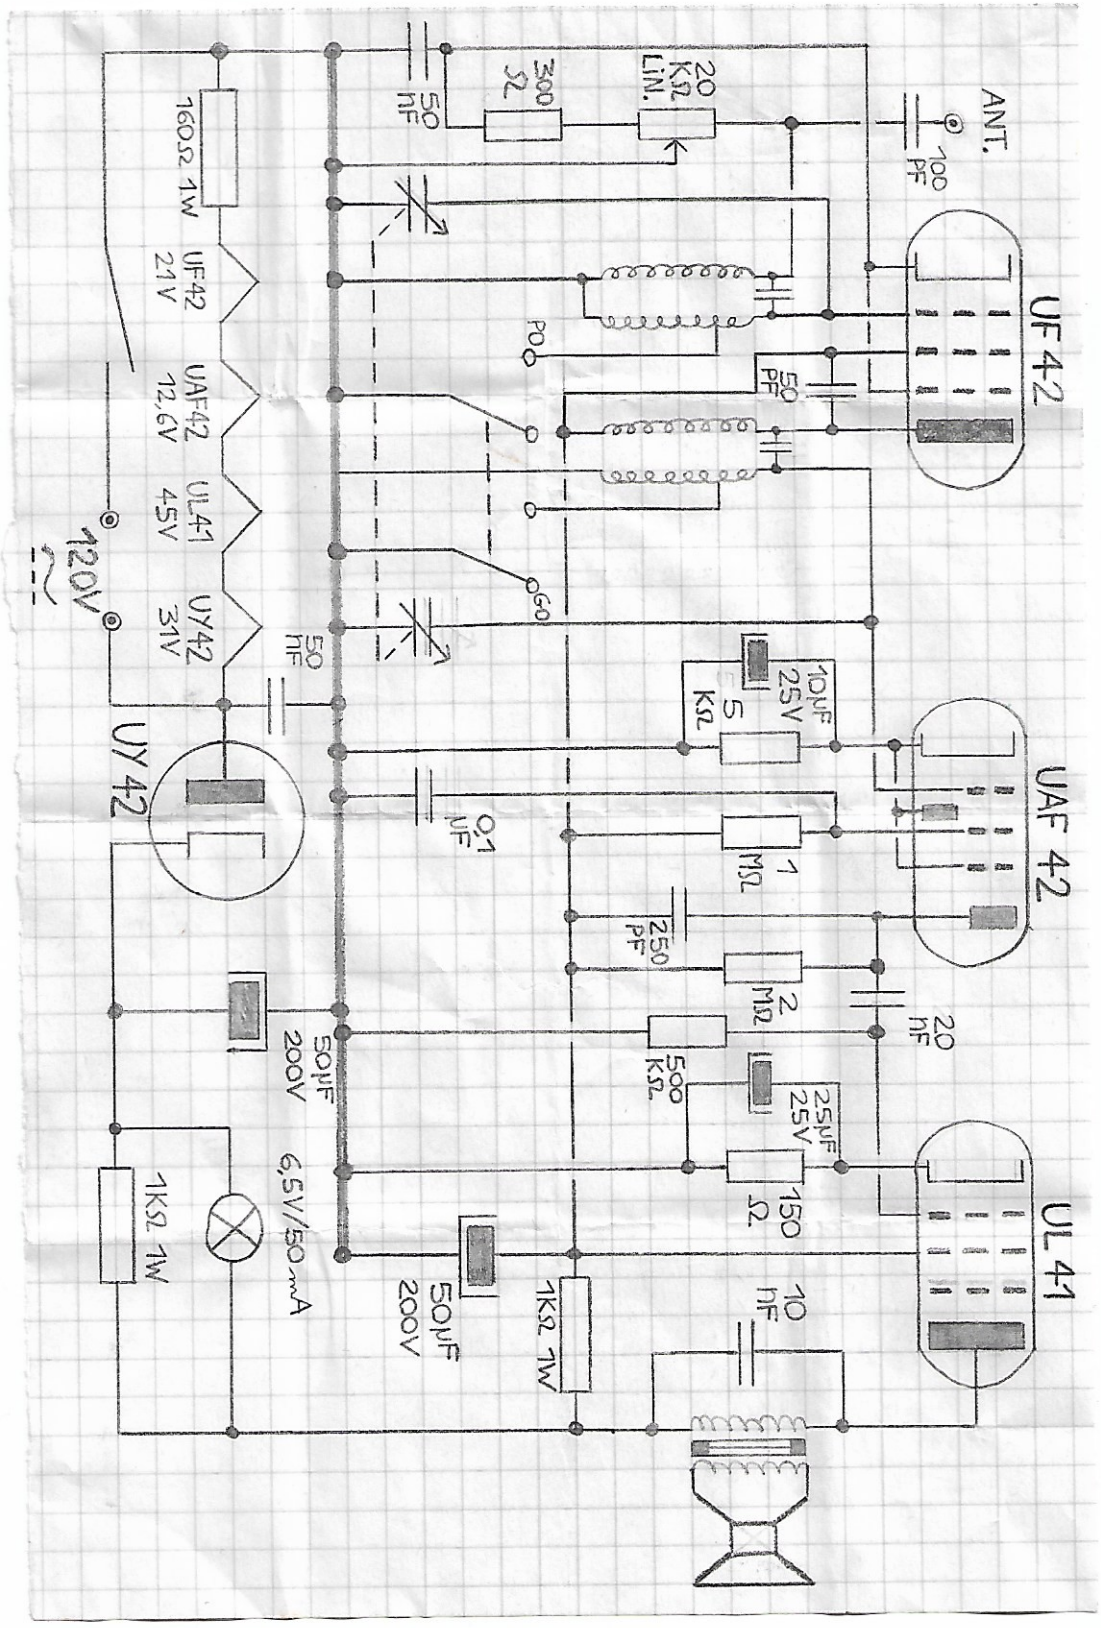 ANT.
100
PF
UF 42
UAF 42
UL 41
20
KΩ
LiN.
300
Ω
50
nF
PO
50
PF
GO
10µF
25V
5
KΩ
0,1
µF
1
MΩ
250
PF
2
MΩ
20
nF
500
KΩ
25µF
25V
150
Ω
10
nF
160Ω 1W
UF42
21V
UAF42
12,6V
UL41
45V
UY42
31V
120V
50
nF
UY 42
50µF
200V
6,5V/50mA
1KΩ 1W
50µF
200V
1KΩ 1W